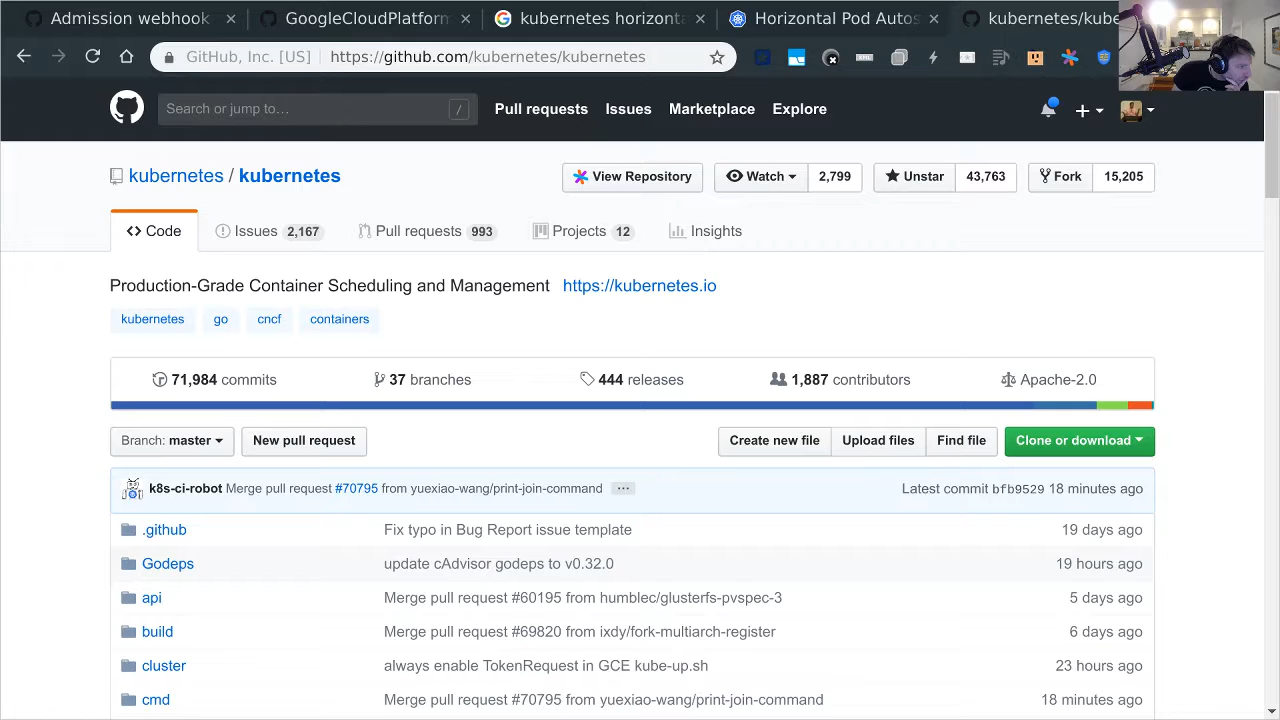 Admission webhook
GoogleCloudPlatform
kubernetes horizont
Horizontal Pod Autos
kubernetes/kube
GitHub, Inc. [US]
https://github.com/kubernetes/kubernetes
Search or jump to…
/
Pull requests
Issues
Marketplace
Explore
kubernetes / kubernetes
View Repository
Watch
2,799
Unstar
43,763
Fork
15,205
<> Code
Issues 2,167
Pull requests 993
Projects 12
Insights
Production-Grade Container Scheduling and Management https://kubernetes.io
kubernetes go cncf containers
71,984 commits
37 branches
444 releases
1,887 contributors
Apache-2.0
Branch: master
New pull request
Create new file
Upload files
Find file
Clone or download
k8s-ci-robot Merge pull request #70795 from yuexiao-wang/print-join-command ...
Latest commit bfb9529 18 minutes ago
.github Fix typo in Bug Report issue template 19 days ago
Godeps update cAdvisor godeps to v0.32.0 19 hours ago
api Merge pull request #60195 from humblec/glusterfs-pvspec-3 5 days ago
build Merge pull request #69820 from ixdy/fork-multiarch-register 6 days ago
cluster always enable TokenRequest in GCE kube-up.sh 23 hours ago
cmd Merge pull request #70795 from yuexiao-wang/print-join-command 18 minutes ago